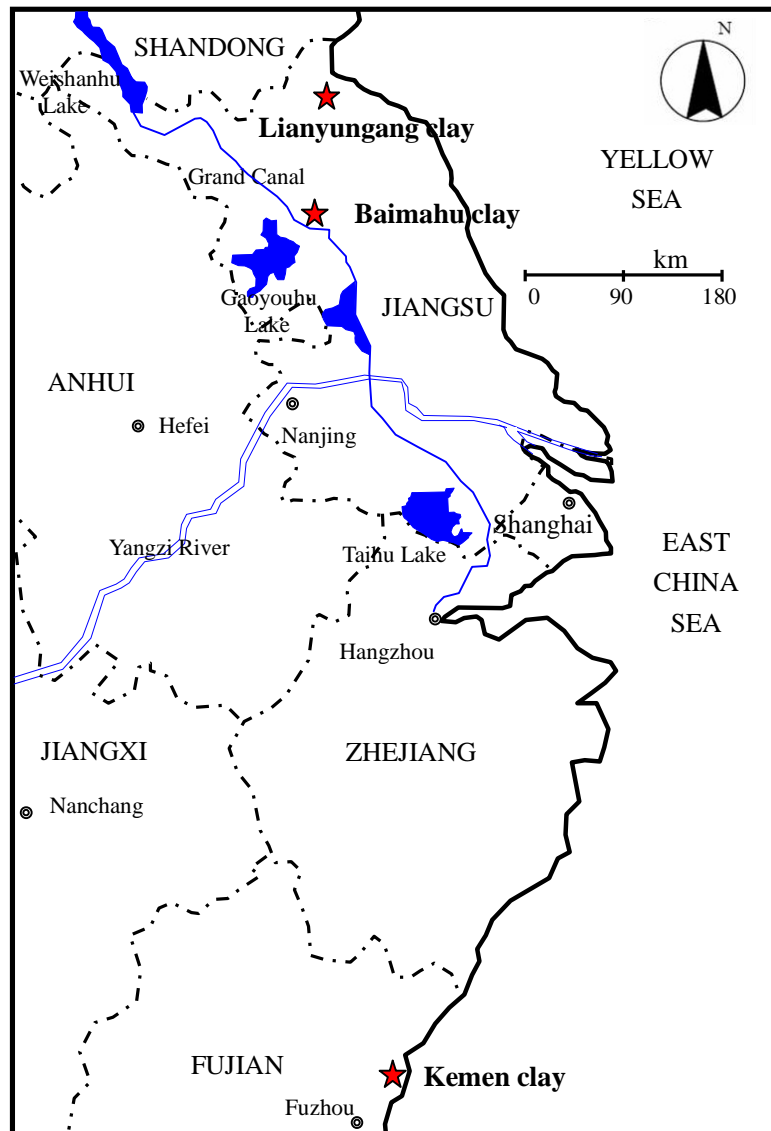 N
SHANDONG
Weishanhu
Lake
Lianyungang clay
YELLOW
SEA
Grand Canal
Baimahu clay
km
0 90 180
Gaoyouhu
Lake
JIANGSU
ANHUI
Hefei
Nanjing
Shanghai
Yangzi River
Taihu Lake
EAST
CHINA
SEA
Hangzhou
JIANGXI
ZHEJIANG
Nanchang
FUJIAN
Kemen clay
Fuzhou